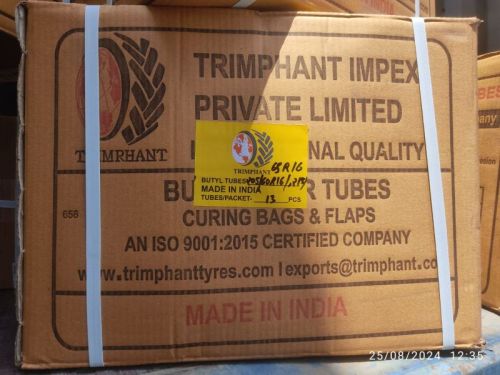 TRIMPHANT IMPEX
PRIVATE LIMITED
NAL QUALITY
TRIMPHANT
TRIMPHANT
65R16
BUTYL TUBES
MADE IN INDIA
TUBES/PACKET- 13 PCS
BU R TUBES
658
CURING BAGS & FLAPS
AN ISO 9001:2015 CERTIFIED COMPANY
www.trimphanttyres.com | exports@trimphant.co
MADE IN INDIA
25/08/2024 12:35